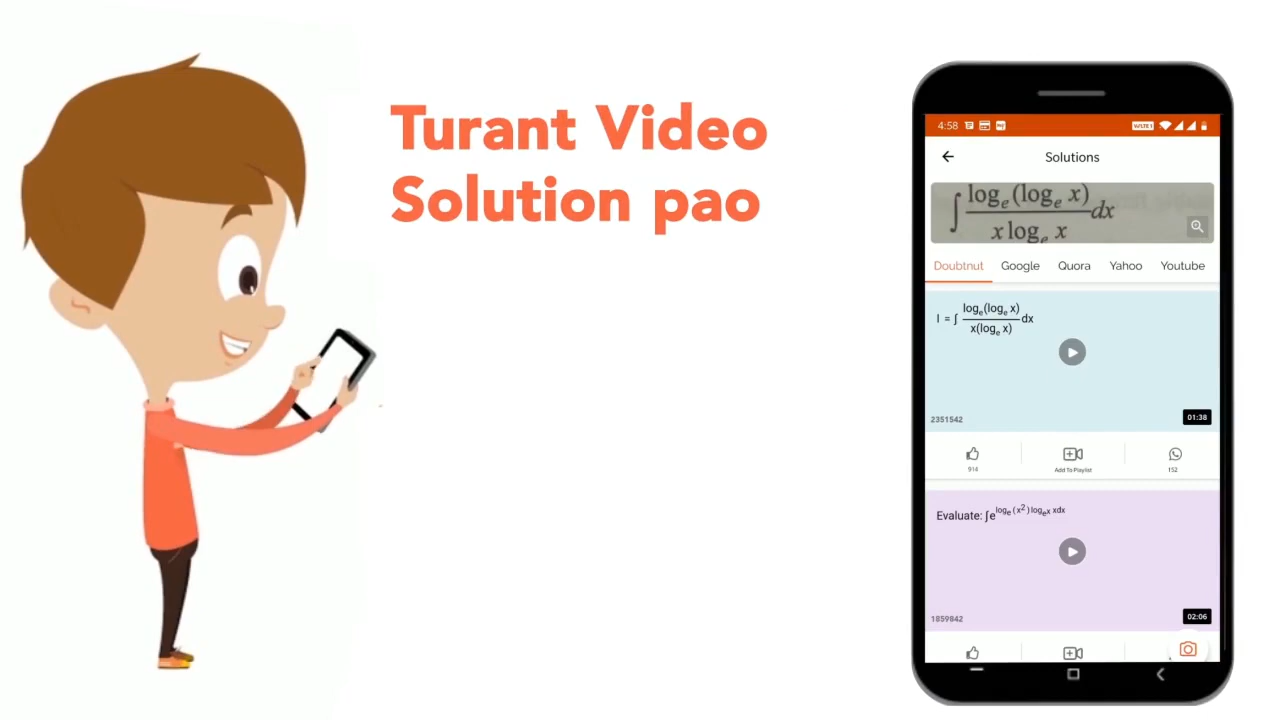 Turant Video
Solution pao
4:58
VoLTE1
Solutions
∫ logₑ(logₑ x) / x logₑ x dx
Doubtnut Google Quora Yahoo Youtube
I = ∫ logₑ(logₑ x) / x(logₑ x) dx
2351542 01:38
914 Add To Playlist 152
Evaluate: ∫e^logₑ(x²)logₑx xdx
1859842 02:06